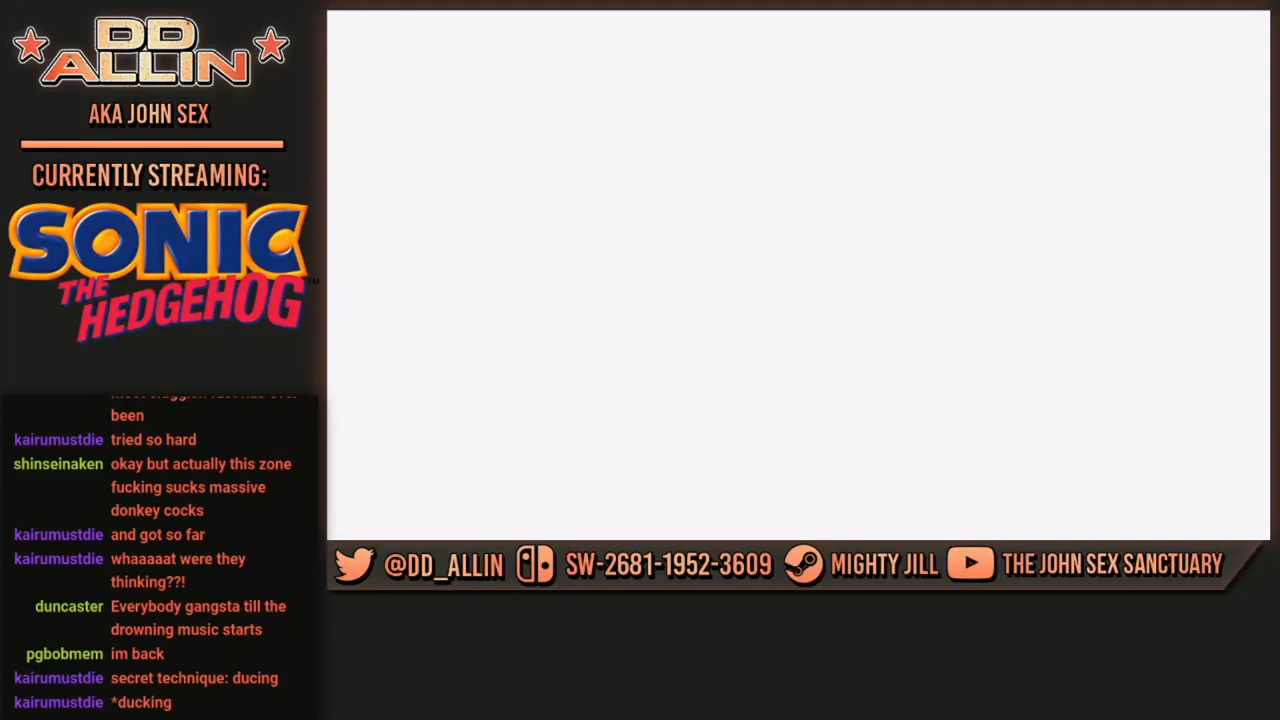 DD
ALLIN
AKA JOHN SEX
CURRENTLY STREAMING:
SONIC
THE
HEDGEHOG™
been
kairumustdie tried so hard
shinseinaken okay but actually this zone
fucking sucks massive
donkey cocks
kairumustdie and got so far
kairumustdie whaaaaat were they
thinking??!
duncaster Everybody gangsta till the
drowning music starts
pgbobmem im back
kairumustdie secret technique: ducing
kairumustdie *ducking
@DD_ALLIN SW-2681-1952-3609 MIGHTY JILL THE JOHN SEX SANCTUARY